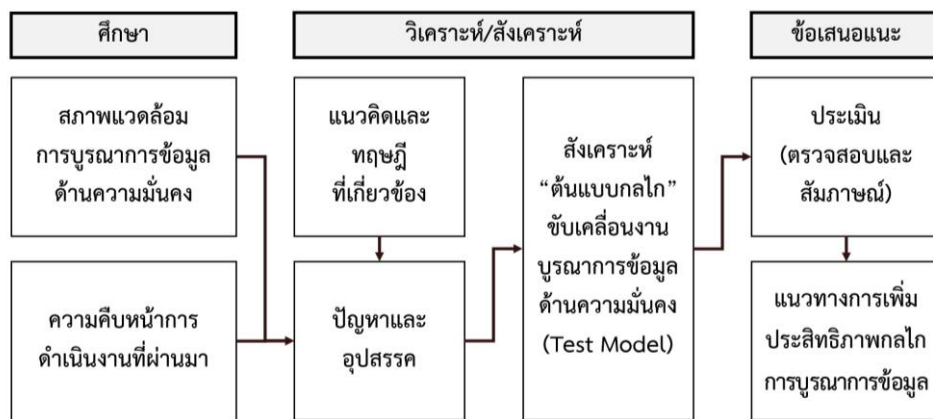 ศึกษา
วิเคราะห์/สังเคราะห์
ข้อเสนอแนะ
สภาพแวดล้อม
การบูรณาการข้อมูล
ด้านความมั่นคง
ความคืบหน้าการ
ดำเนินงานที่ผ่านมา
แนวคิดและ
ทฤษฎี
ที่เกี่ยวข้อง
ปัญหาและ
อุปสรรค
สังเคราะห์
“ต้นแบบกลไก”
ขับเคลื่อนงาน
บูรณาการข้อมูล
ด้านความมั่นคง
(Test Model)
ประเมิน
(ตรวจสอบและ
สัมภาษณ์)
แนวทางการเพิ่ม
ประสิทธิภาพกลไก
การบูรณาการข้อมูล